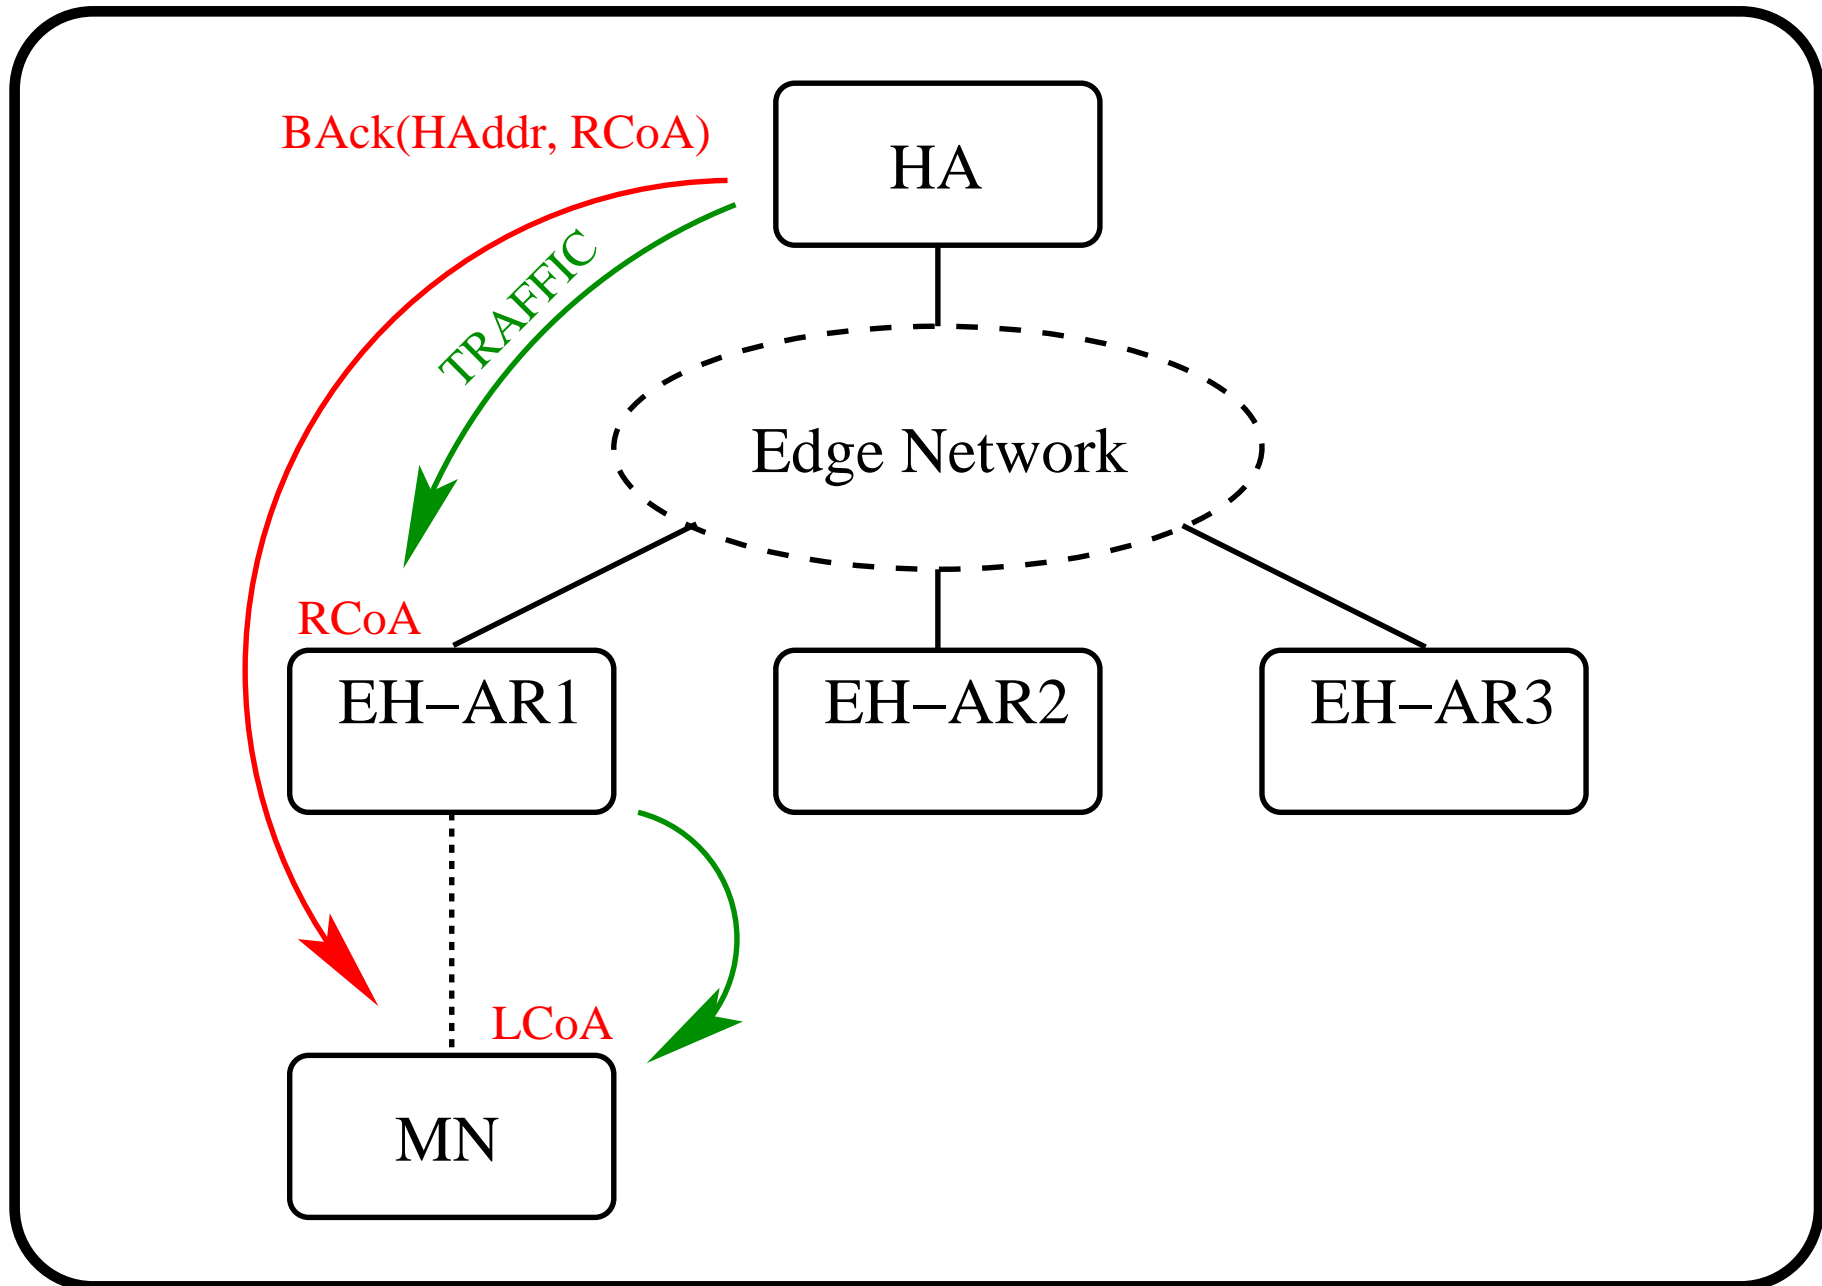 BAck(HAddr, RCoA)
HA
TRAFFIC
Edge Network
RCoA
EH−AR1
EH−AR2
EH−AR3
LCoA
MN